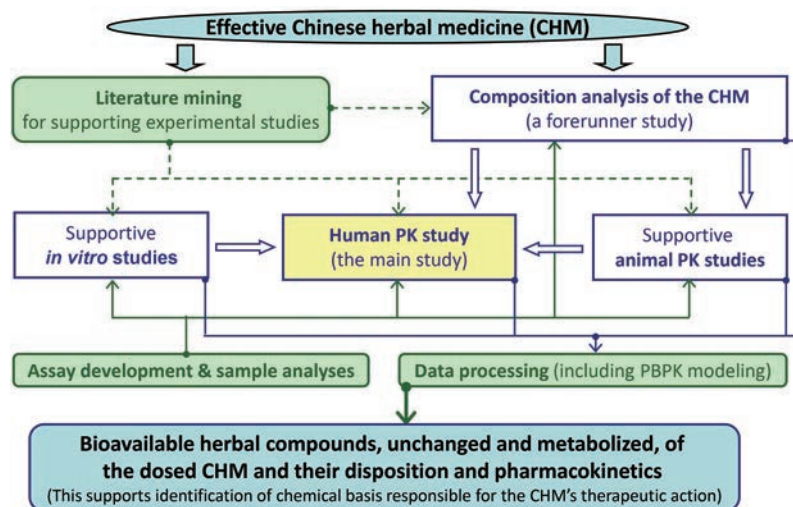 Effective Chinese herbal medicine (CHM)
Literature mining
for supporting experimental studies
Composition analysis of the CHM
(a forerunner study)
Supportive
in vitro studies
Human PK study
(the main study)
Supportive
animal PK studies
Assay development & sample analyses
Data processing (including PBPK modeling)
Bioavailable herbal compounds, unchanged and metabolized, of
the dosed CHM and their disposition and pharmacokinetics
(This supports identification of chemical basis responsible for the CHM's therapeutic action)